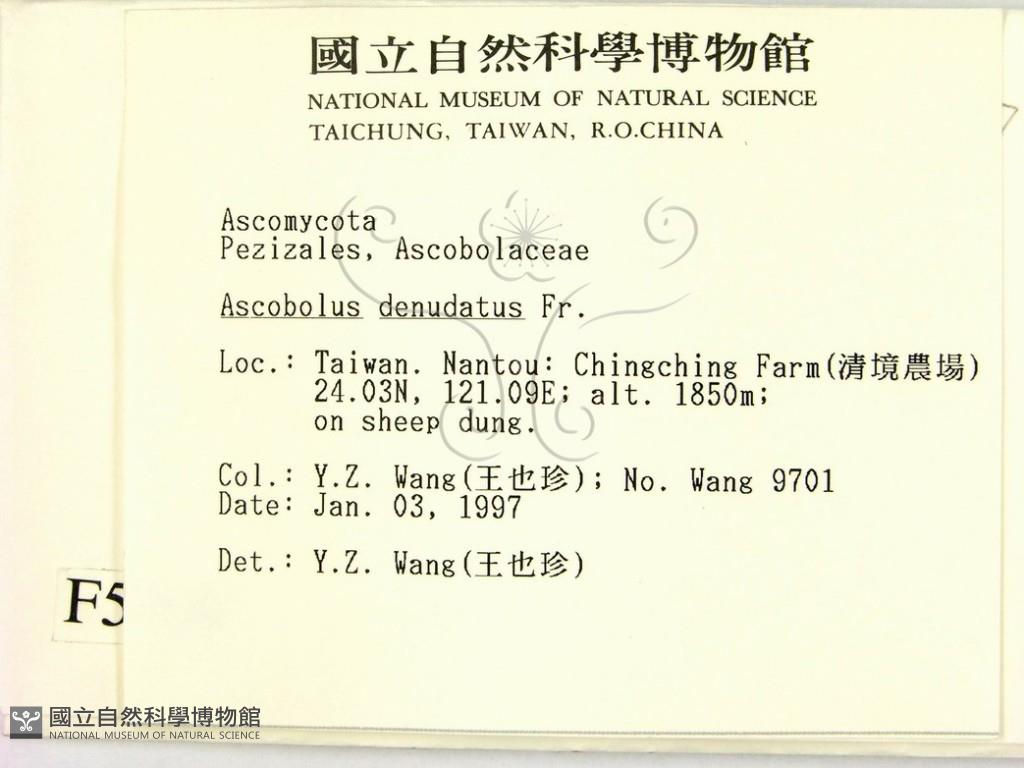 國立自然科學博物館
NATIONAL MUSEUM OF NATURAL SCIENCE
TAICHUNG, TAIWAN, R.O.CHINA
Ascomycota
Pezizales, Ascobolaceae
Ascobolus denudatus Fr.
Loc.: Taiwan. Nantou: Chingching Farm(清境農場)
24.03N, 121.09E; alt. 1850m;
on sheep dung.
Col.: Y.Z. Wang(王也珍); No. Wang 9701
Date: Jan. 03, 1997
Det.: Y.Z. Wang(王也珍)
F5
國立自然科學博物館
NATIONAL MUSEUM OF NATURAL SCIENCE